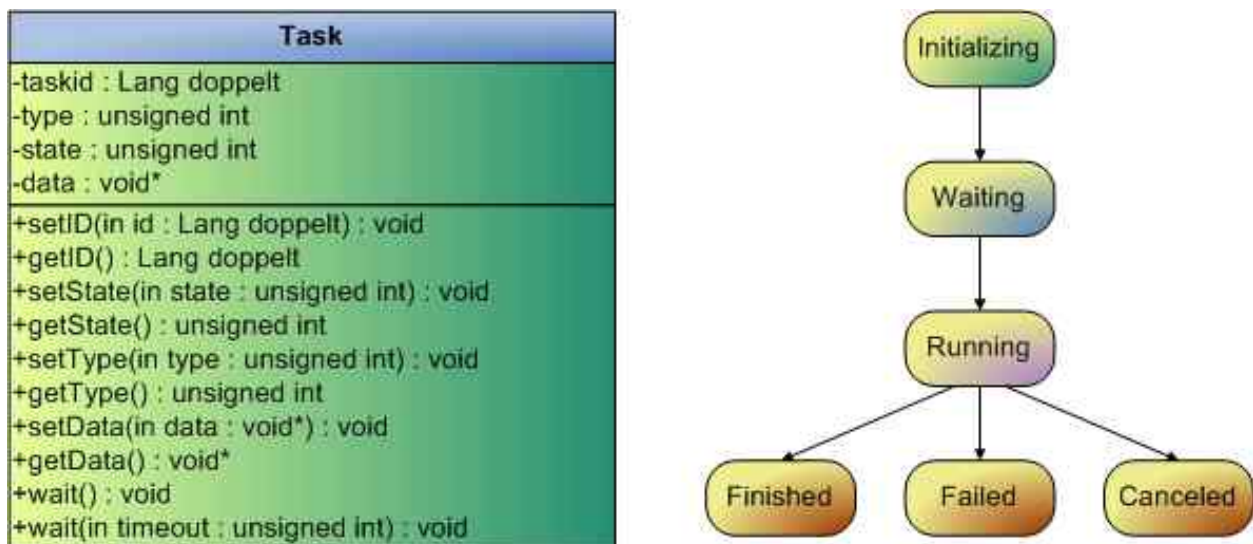 Task
-taskid : Lang doppelt
-type : unsigned int
-state : unsigned int
-data : void*
+setID(in id : Lang doppelt) : void
+getID() : Lang doppelt
+setState(in state : unsigned int) : void
+getState() : unsigned int
+setType(in type : unsigned int) : void
+getType() : unsigned int
+setData(in data : void*) : void
+getData() : void*
+wait() : void
+wait(in timeout : unsigned int) : void
Initializing
Waiting
Running
Finished
Failed
Canceled